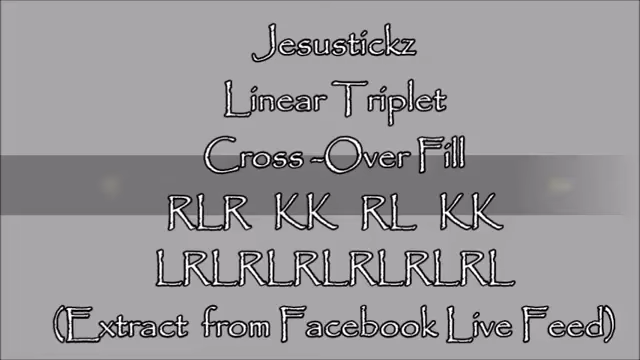 Jesustickz
Linear Triplet
Cross-Over Fill
RLR KK RL KK
LRLRLRLRLRLRL
(Extract from Facebook Live Feed)